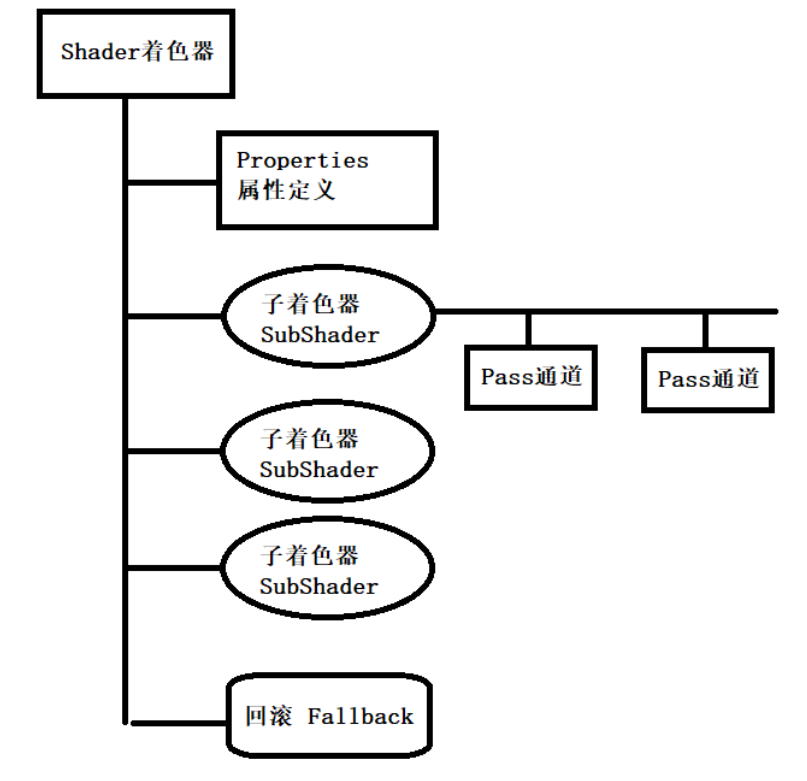 Shader着色器
Properties
属性定义
子着色器
SubShader
Pass通道
Pass通道
子着色器
SubShader
子着色器
SubShader
回滚 Fallback